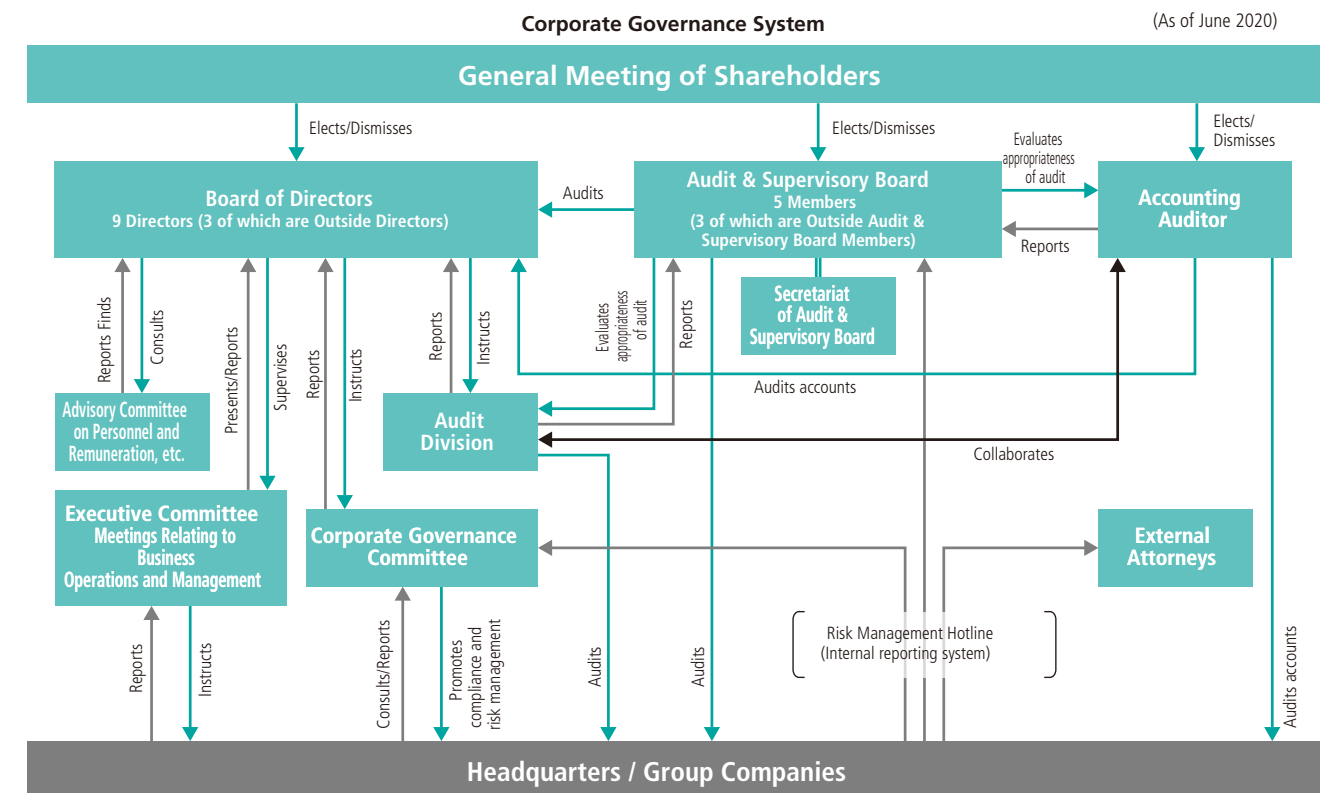 Corporate Governance System
(As of June 2020)
General Meeting of Shareholders
Elects/Dismisses
Elects/Dismisses
Elects/
Dismisses
Board of Directors
9 Directors (3 of which are Outside Directors)
Audits
Audit & Supervisory Board
5 Members
(3 of which are Outside Audit &
Supervisory Board Members)
Evaluates
appropriateness
of audit
Reports
Accounting
Auditor
Reports Finds
Consults
Presents/Reports
Supervises
Reports
Instructs
Reports
Instructs
Evaluates
appropriateness
of audit
Reports
Secretariat
of Audit &
Supervisory Board
Audits accounts
Advisory Committee
on Personnel and
Remuneration, etc.
Audit
Division
Collaborates
Executive Committee
Meetings Relating to
Business
Operations and Management
Corporate Governance
Committee
External
Attorneys
Reports
Instructs
Consults/Reports
Promotes
compliance and
risk management
Audits
Audits
Risk Management Hotline
(Internal reporting system)
Audits accounts
Headquarters / Group Companies